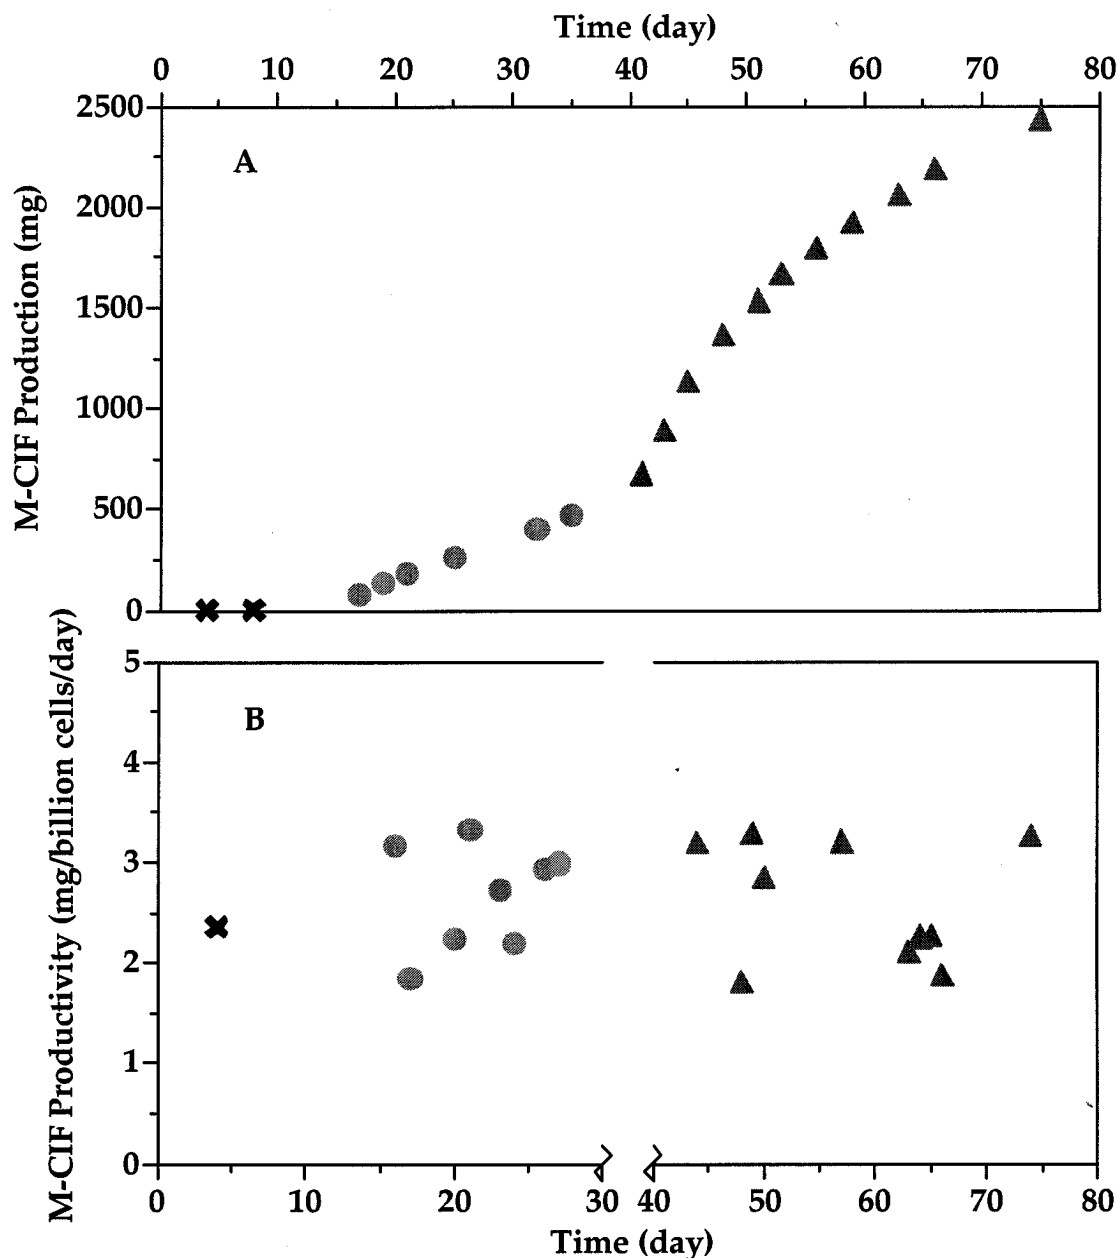 Time (day)
0 10 20 30 40 50 60 70 80
2500
2000
1500
1000
500
0
M-CIF Production (mg)
A
5
4
3
2
1
0
M-CIF Productivity (mg/billion cells/day)
B
0 10 20 30 40 50 60 70 80
Time (day)